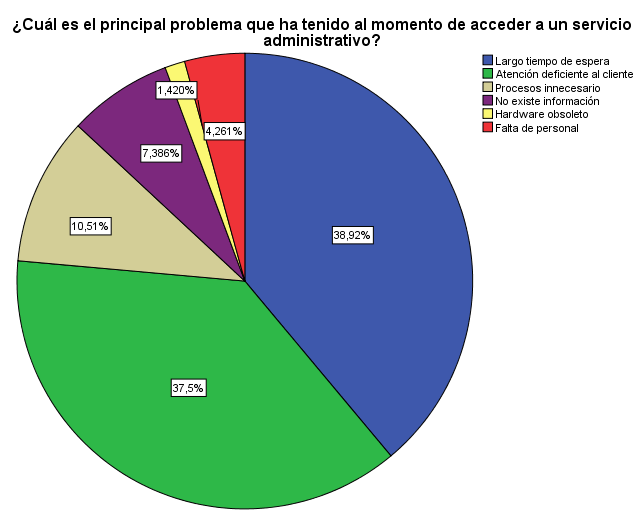 ¿Cuál es el principal problema que ha tenido al momento de acceder a un servicio
administrativo?
Largo tiempo de espera
Atención deficiente al cliente
Procesos innecesario
No existe información
Hardware obsoleto
Falta de personal
1,420%
4,261%
7,386%
10,51%
38,92%
37,5%